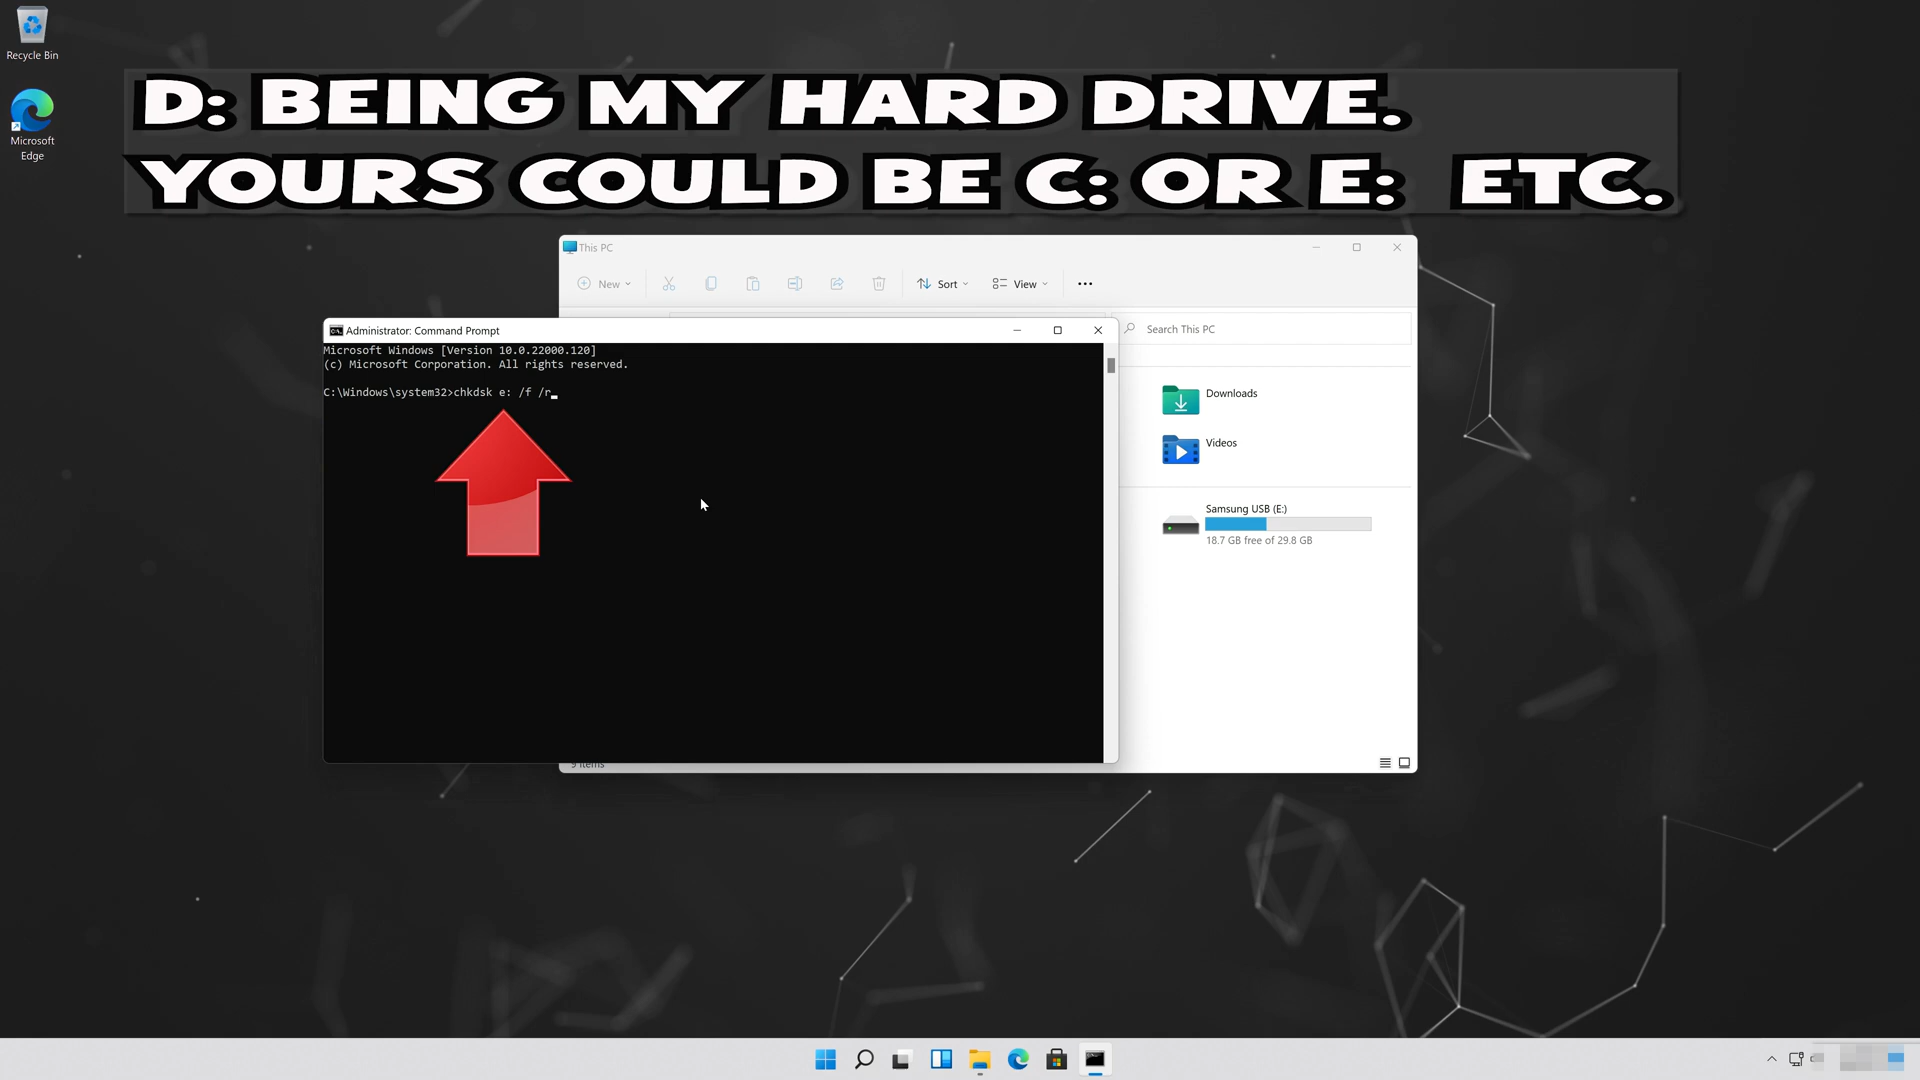 Recycle Bin
Microsoft
Edge
D: BEING MY HARD DRIVE.
YOURS COULD BE C: OR E: ETC.
This PC
New
Sort
View
Administrator: Command Prompt
Search This PC
Microsoft Windows [Version 10.0.22000.120]
(c) Microsoft Corporation. All rights reserved.
C:\Windows\system32>chkdsk e: /f /r
Downloads
Videos
Samsung USB (E:)
18.7 GB free of 29.8 GB
9 items